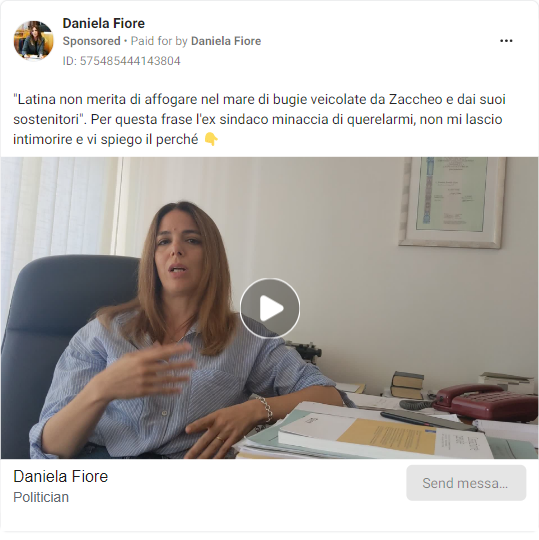 Daniela Fiore
Sponsored • Paid for by Daniela Fiore
ID: 575485444143804
"Latina non merita di affogare nel mare di bugie veicolate da Zaccheo e dai suoi
sostenitori". Per questa frase l'ex sindaco minaccia di querelarmi, non mi lascio
intimorire e vi spiego il perché 👇
Daniela Fiore
Politician
Send messa...